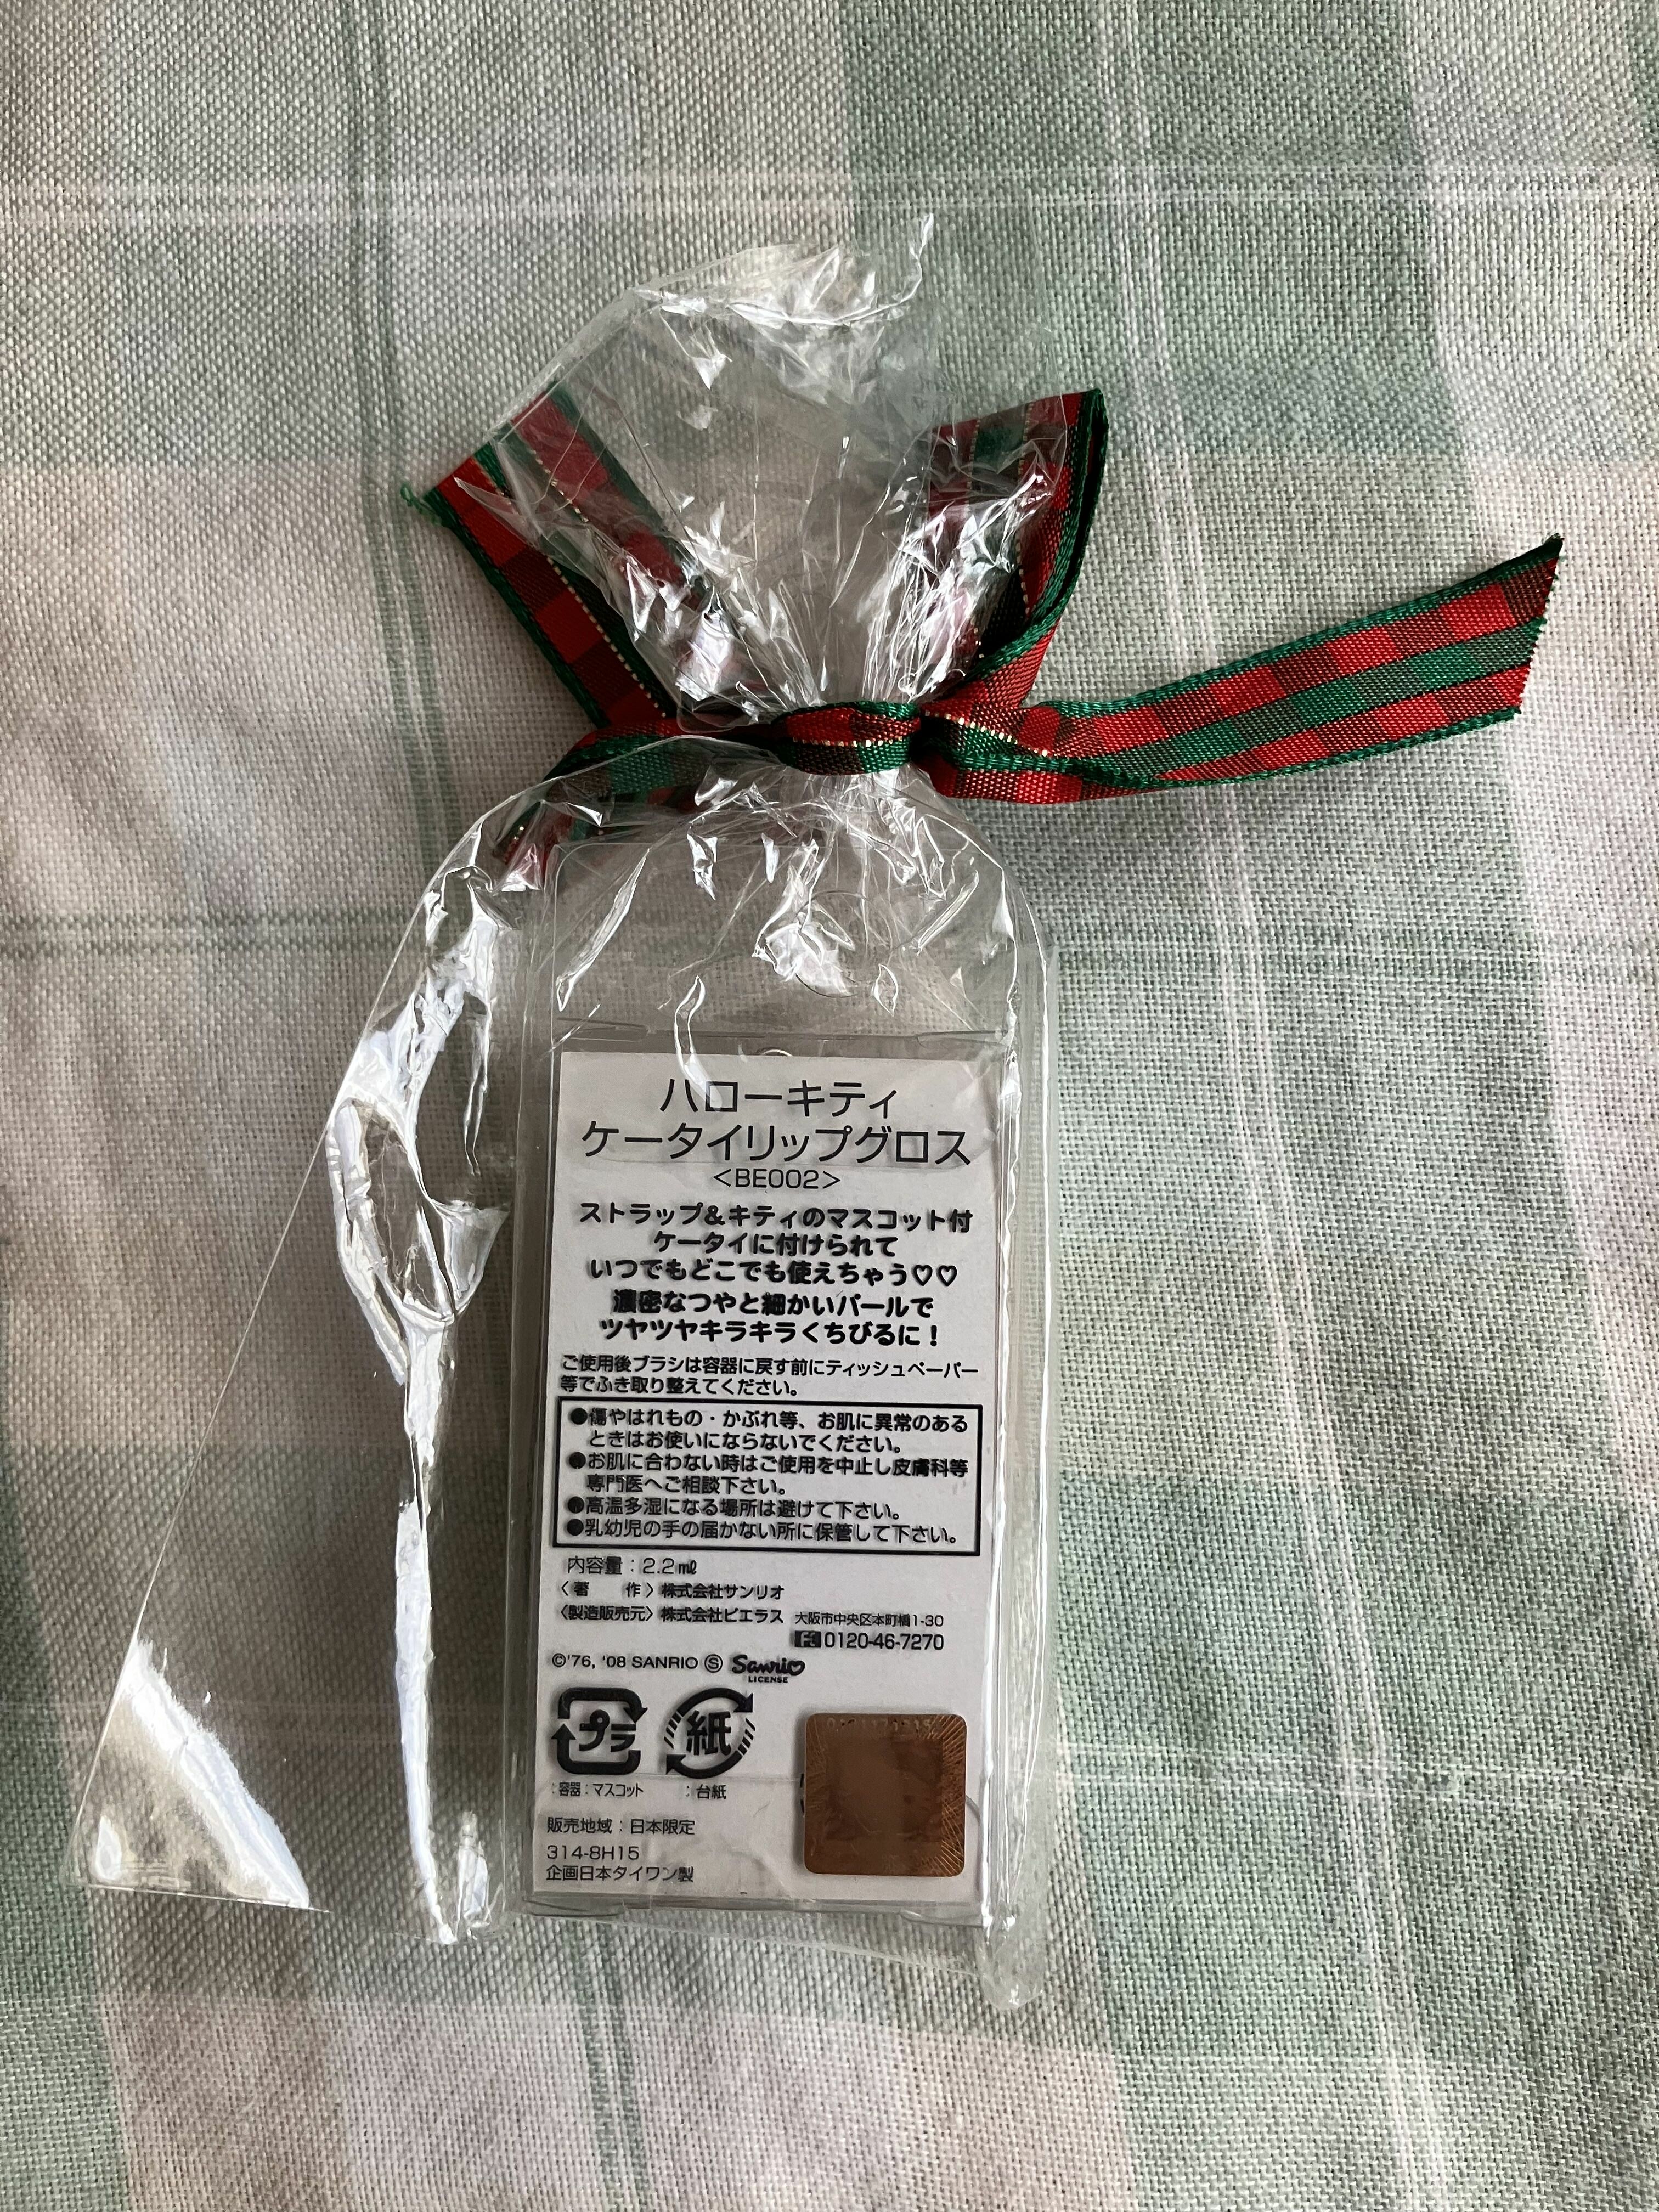 ハローキティ
ケータイリップグロス
<BE002>
ストラップ&キティのマスコット付
ケータイに付けられて
いつでもどこでも使えちゃう♡♡
濃密なつやと細かいパールで
ツヤツヤキラキラくちびるに!
ご使用後ブラシは容器に戻す前にティッシュペーパー
等でふき取り整えてください。
●傷やはれもの・かぶれ等、お肌に異常のある
ときはお使いにならないでください。
●お肌に合わない時はご使用を中止し皮膚科等
専門医へご相談下さい。
●高温多湿になる場所は避けて下さい。
●乳幼児の手の届かない所に保管して下さい。
内容量:2.2㎖
〈著 作〉株式会社サンリオ
〈製造販売元〉株式会社ビエラス 大阪市中央区本町橋1-30
0120-46-7270
©'76, '08 SANRIO Ⓢ Sanrio
LICENSE
プラ 紙
:容器:マスコット :台紙
販売地域:日本限定
314-8H15
企画日本タイワン製